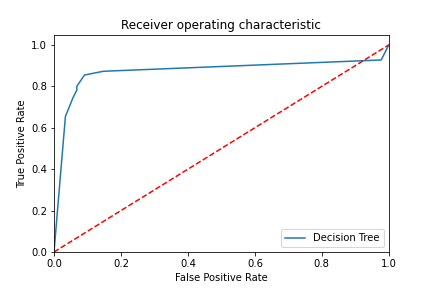 Receiver operating characteristic
True Positive Rate
1.0
0.8
0.6
0.4
0.2
0.0
Decision Tree
0.0 0.2 0.4 0.6 0.8 1.0
False Positive Rate